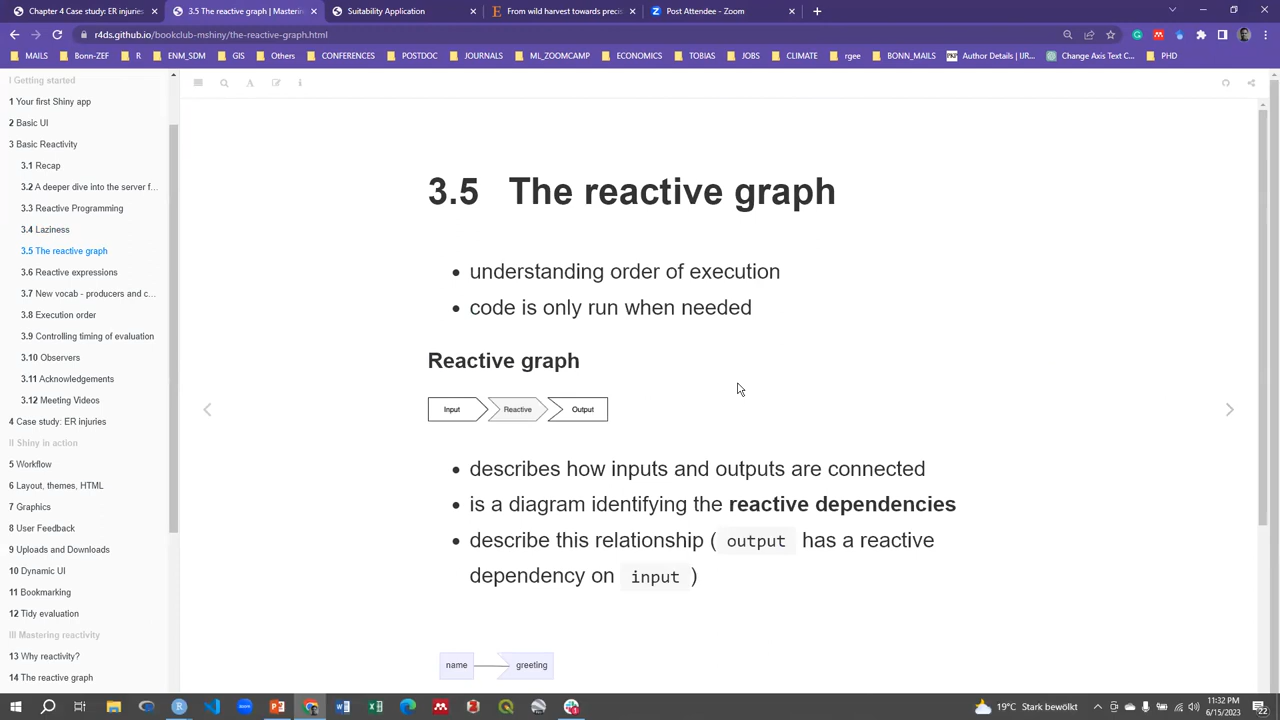 Chapter 4 Case study: ER injuries
3.5 The reactive graph | Masterin
Suitability Application
From #2 to #13
Post Attendee - Zoom
r4ds.github.io/bookclub-mshiny/the-reactive-graph.html
MAILS
Bonn-ZEF
R
ENM_SDM
GIS
Others
CONFERENCES
POSTDOC
JOURNALS
ML_ZOOMCAMP
ECONOMICS
TOBIAS
JOBS
CLIMATE
rgee
BONN_MAILS
Author Details | IJR...
Change Axis Text C...
PHD
I Getting started
1 Your first Shiny app
2 Basic UI
3 Basic Reactivity
3.1 Recap
3.2 A deeper dive into the server f...
3.3 Reactive Programming
3.4 Laziness
3.5 The reactive graph
3.6 Reactive expressions
3.7 New vocab - producers and c...
3.8 Execution order
3.9 Controlling timing of evaluation
3.10 Observers
3.11 Acknowledgements
3.12 Meeting Videos
4 Case study: ER injuries
II Shiny in action
5 Workflow
6 Layout, themes, HTML
7 Graphics
8 User Feedback
9 Uploads and Downloads
10 Dynamic UI
11 Bookmarking
12 Tidy evaluation
III Mastering reactivity
13 Why reactivity?
14 The reactive graph
3.5 The reactive graph
• understanding order of execution
• code is only run when needed
Reactive graph
Input
Reactive
Output
• describes how inputs and outputs are connected
• is a diagram identifying the reactive dependencies
• describe this relationship ( output has a reactive
dependency on input )
name
greeting
19°C Stark bewölkt
11:32 PM
6/15/2023